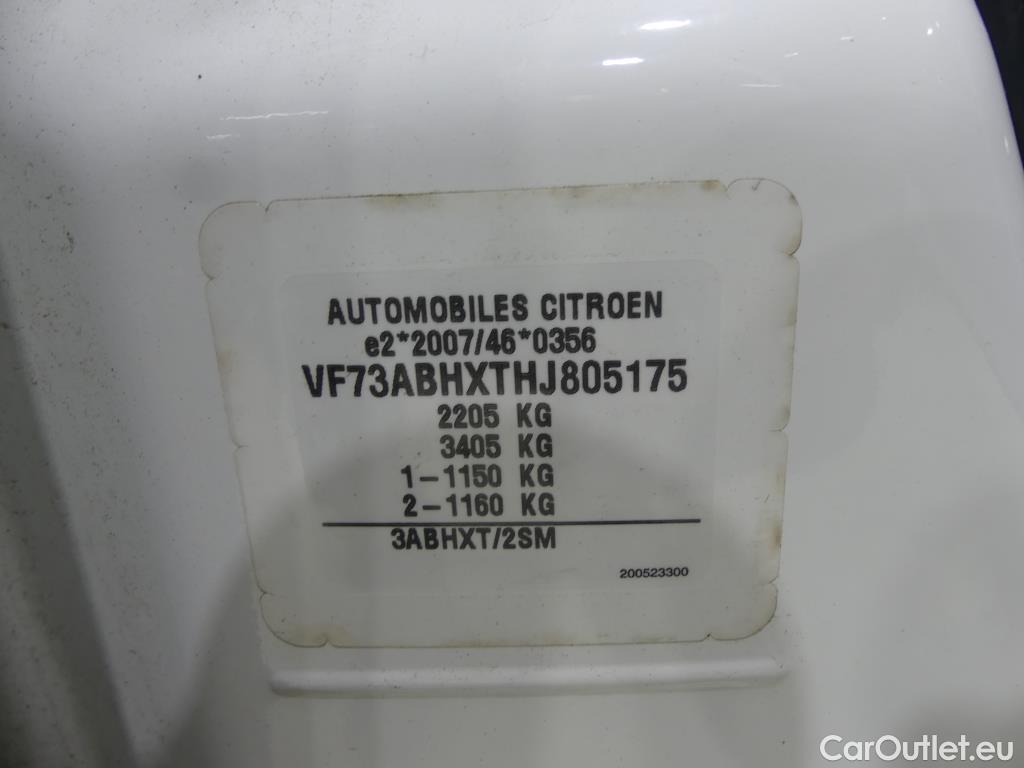 AUTOMOBILES CITROEN
e2*2007/46*0356
VF73ABHXTHJ805175
2205 KG
3405 KG
1-1150 KG
2-1160 KG
3ABHXT/2SM
200523300
CarOutlet.eu